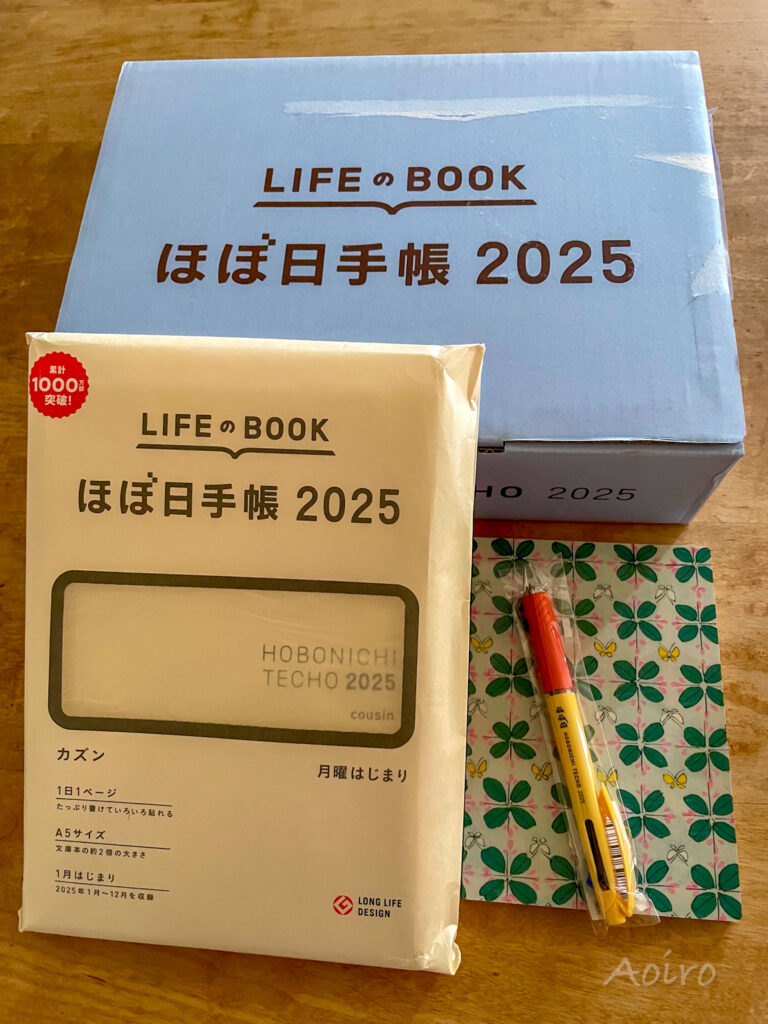 LIFEのBOOK
ほぼ日手帳 2025
HO 2025
累計
1000万部
突破!
LIFEのBOOK
ほぼ日手帳 2025
HOBONICHI
TECHO 2025
cousin
カズン
月曜はじまり
1日1ページ
たっぷり書けていろいろ貼れる
A5サイズ
文庫本の約2倍の大きさ
1月はじまり
2025年1月〜12月を収録
LONG LIFE
DESIGN
HOBONICHI TECHO 2025
Aoiro